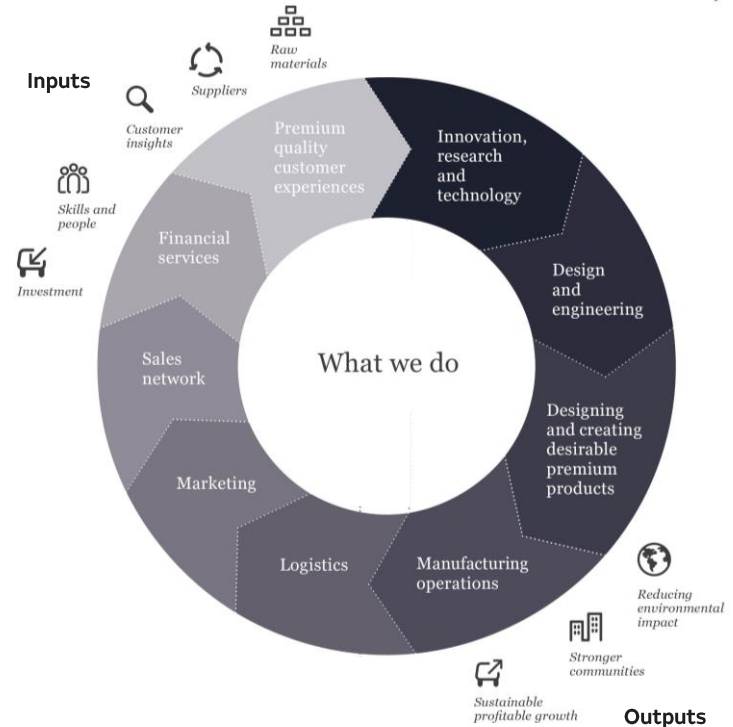 Inputs
Raw
materials
Suppliers
Customer
insights
Skills and
people
Investment
Premium
quality
customer
experiences
Innovation,
research
and
technology
Design
and
engineering
Designing
and creating
desirable
premium
products
Manufacturing
operations
Logistics
Marketing
Sales
network
Financial
services
What we do
Reducing
environmental
impact
Stronger
communities
Sustainable
profitable growth
Outputs